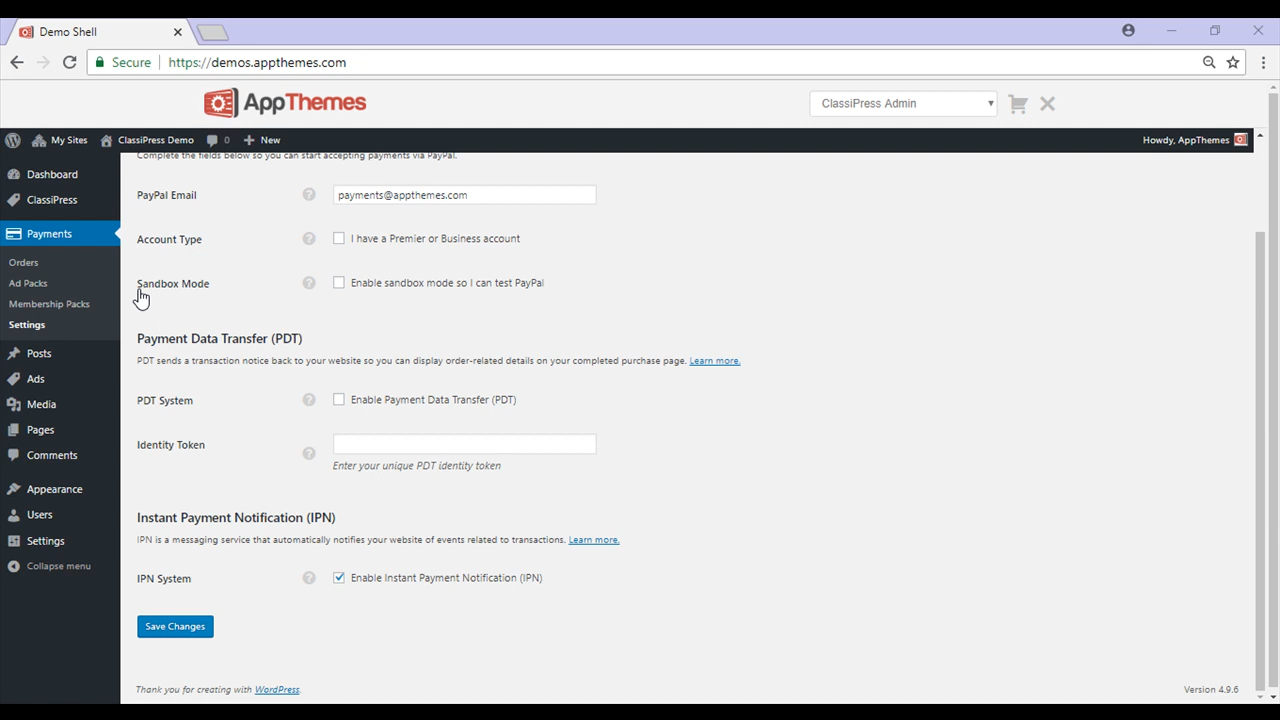 Demo Shell
Secure https://demos.appthemes.com
AppThemes
ClassiPress Admin
My Sites ClassiPress Demo 0 New Howdy, AppThemes
Complete the fields below so you can start accepting payments via PayPal.
Dashboard
ClassiPress
Payments
Orders
Ad Packs
Membership Packs
Settings
Posts
Ads
Media
Pages
Comments
Appearance
Users
Settings
Collapse menu
PayPal Email ? payments@appthemes.com
Account Type ? I have a Premier or Business account
Sandbox Mode ? Enable sandbox mode so I can test PayPal
Payment Data Transfer (PDT)
PDT sends a transaction notice back to your website so you can display order-related details on your completed purchase page. Learn more.
PDT System ? Enable Payment Data Transfer (PDT)
Identity Token ?
Enter your unique PDT identity token
Instant Payment Notification (IPN)
IPN is a messaging service that automatically notifies your website of events related to transactions. Learn more.
IPN System ? Enable Instant Payment Notification (IPN)
Save Changes
Thank you for creating with WordPress. Version 4.9.6